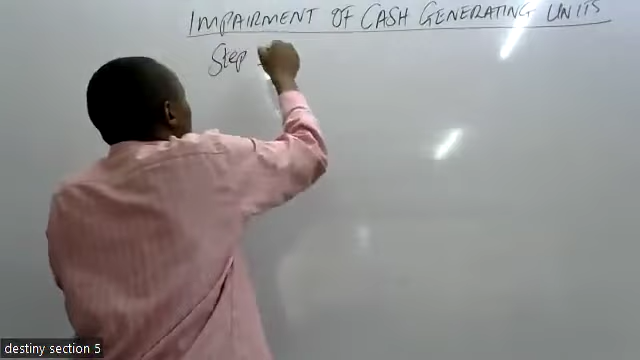 IMPAIRMENT OF CASH GENERATING UNITS
Step
destiny section 5